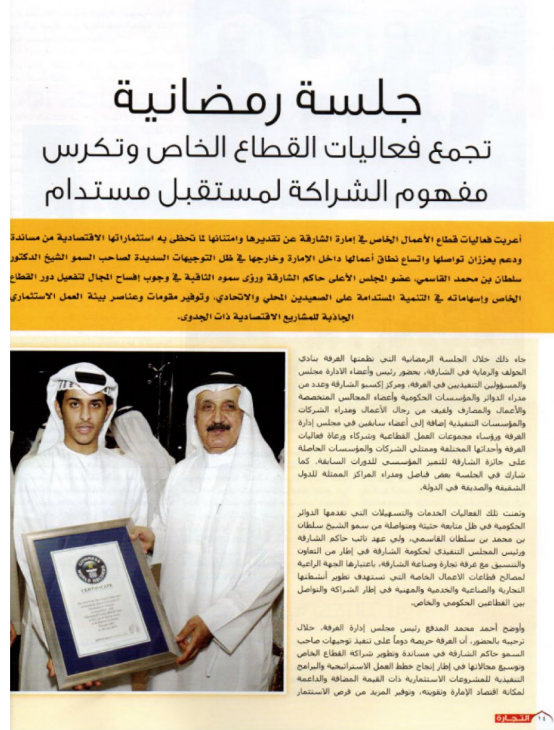 جلسة رمضانية
تجمع فعاليات القطاع الخاص وتكرس
مفهوم الشراكة لمستقبل مستدام
أعربت فعاليات قطاع الأعمال الخاص في إمارة الشارقة عن تقديرها وامتنانها لما تحظى به استثماراتها الاقتصادية من مساندة
ودعم يعززان تواصلها واتساع نطاق أعمالها داخل الإمارة وخارجها في ظل التوجيهات السديدة لصاحب السمو الشيخ الدكتور
سلطان بن محمد القاسمي، عضو المجلس الأعلى حاكم الشارقة ورؤى سموه الثاقبة في وجوب إفساح المجال لتفعيل دور القطاع
الخاص وإسهاماته في التنمية المستدامة على الصعيدين المحلي والاتحادي، وتوفير مقومات وعناصر بيئة العمل الاستثماري
الجاذبة للمشاريع الاقتصادية ذات الجدوى.
جاء ذلك خلال الجلسة الرمضانية التي نظمتها الغرفة بنادي
الجولف والرماية في الشارقة، بحضور رئيس وأعضاء الادارة مجلس
والمسؤولين التنفيذيين في الغرفة، ومركز إكسبو الشارقة وعدد من
مدراء الدوائر والمؤسسات الحكومية وأعضاء المجالس المتخصصة
والأعمال والمصارف ولفيف من رجال الأعمال ومدراء الشركات
والمؤسسات التنفيذية إضافة إلى أعضاء سابقين في مجلس إدارة
الغرفة ورؤساء مجموعات العمل القطاعية وشركاء ورعاة فعاليات
الغرفة وأحداثها المختلفة وممثلي الشركات والمؤسسات الحاصلة
على جائزة الشارقة للتميز المؤسسي للدورات السابقة. كما
شارك في الجلسة بعض قناصل ومدراء المراكز الممثلة للدول
الشقيقة والصديقة في الدولة.
وثمنت تلك الفعاليات الخدمات والتسهيلات التي تقدمها الدوائر
الحكومية في ظل متابعة حثيثة ومتواصلة من سمو الشيخ سلطان
بن محمد بن سلطان القاسمي، ولي عهد نائب حاكم الشارقة
ورئيس المجلس التنفيذي لحكومة الشارقة في إطار من التعاون
والتنسيق مع غرفة تجارة وصناعة الشارقة، باعتبارها الجهة الراعية
لمصالح قطاعات الاعمال الخاصة التي تستهدف تطوير أنشطتها
التجارية والصناعية والخدمية والمهنية في إطار الشراكة والتواصل
بين القطاعين الحكومي والخاص.
وأوضح أحمد محمد المدفع رئيس مجلس إدارة الغرفة، خلال
ترحيبه بالحضور، أن الغرفة حريصة دوماً على تنفيذ توجيهات صاحب
السمو حاكم الشارقة في مساندة وتطوير شراكة القطاع الخاص
وتوسيع مجالاتها في إطار إنجاح خطط العمل الاستراتيجية والبرامج
التنفيذية للمشروعات الاستثمارية ذات القيمة المضافة والداعمة
لمكانة اقتصاد الإمارة وتقويته، وتوفير المزيد من فرص الاستثمار
GUINNESS
WORLD RECORDS
CERTIFICATE
١٤ التجارة